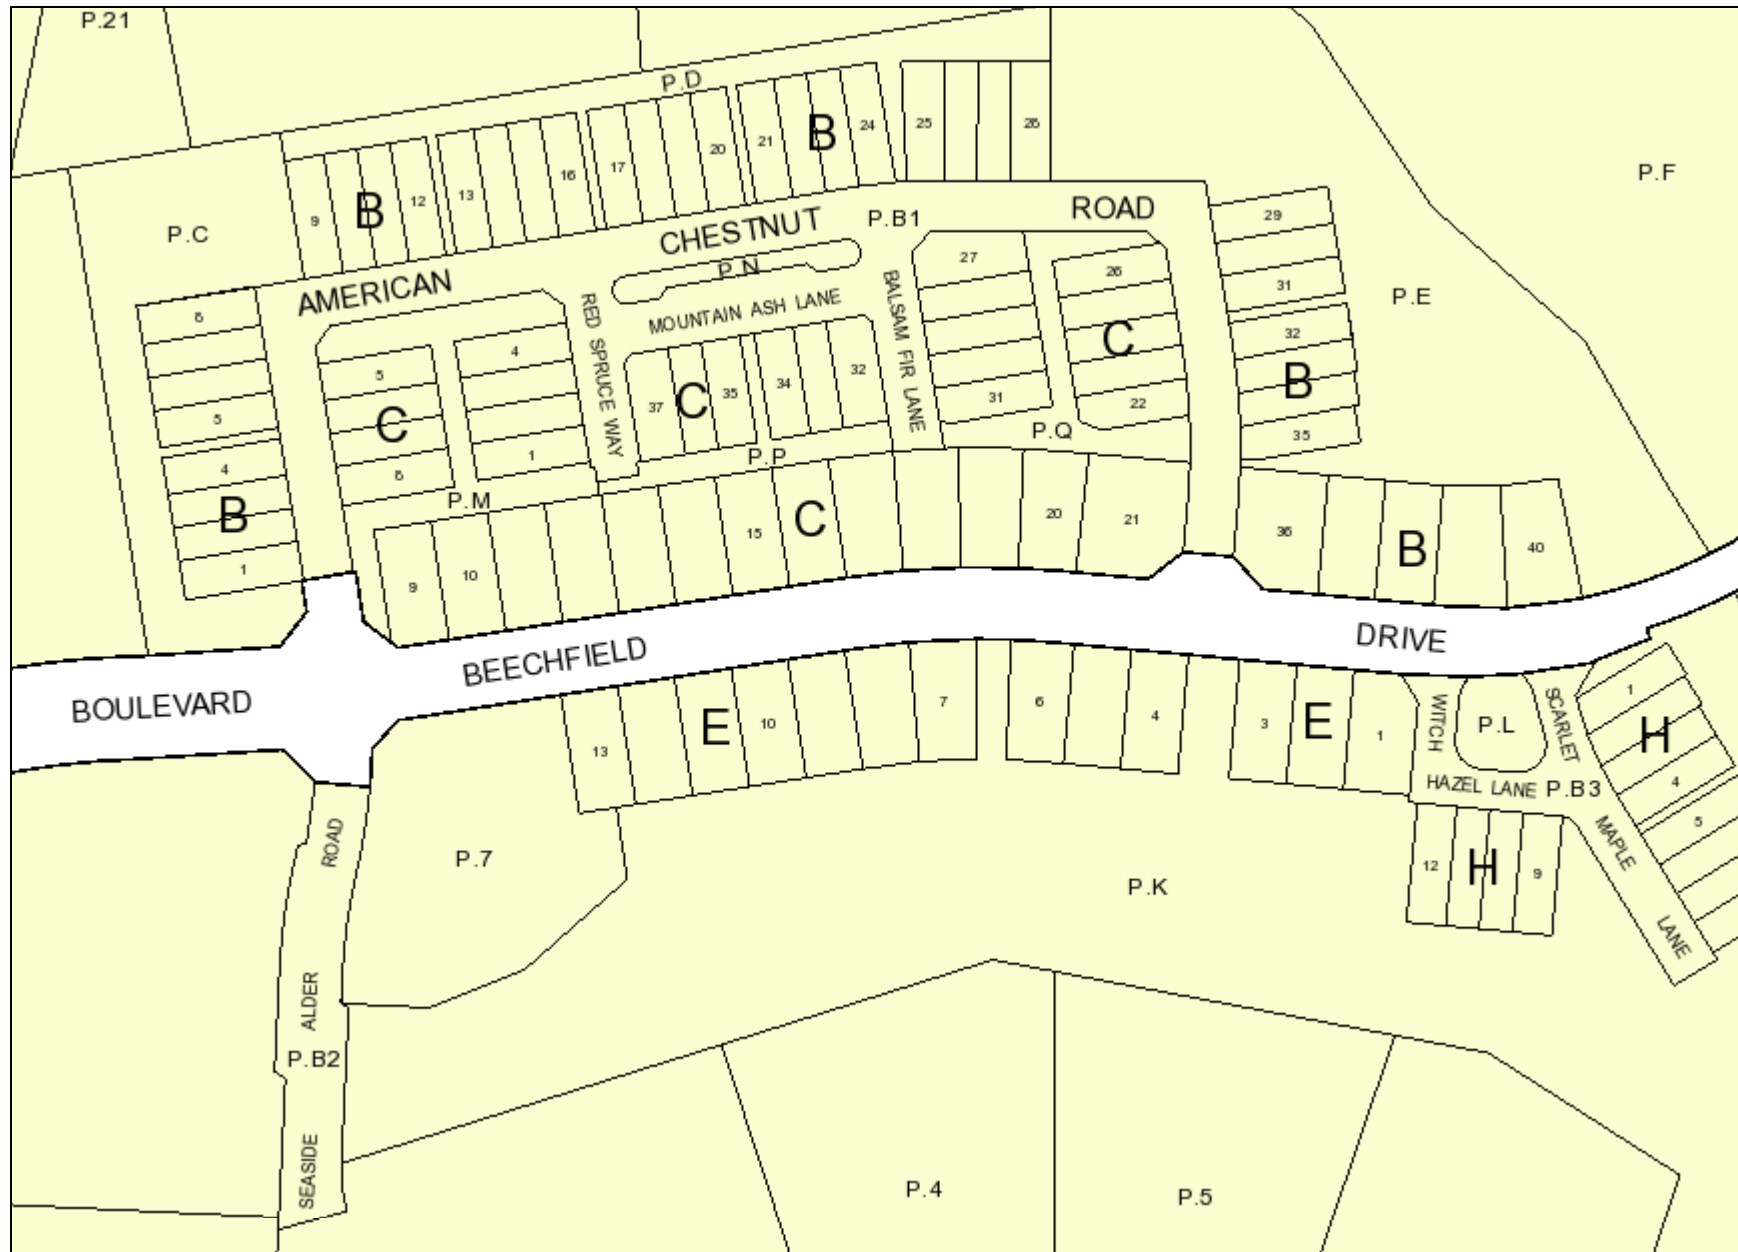 P.21
P.D
B
24
25
26
21
20
17
16
13
12
B
9
P.C
P.F
CHESTNUT
P.B1
ROAD
29
31
32
B
35
P.E
AMERICAN
P.N
MOUNTAIN ASH LANE
RED SPRUCE WAY
BALSAM FIR LANE
27
31
26
C
22
P.Q
6
5
4
B
1
5
C
6
4
1
P.M
37
C
35
34
32
P.P
9
10
15
C
20
21
36
B
40
BOULEVARD
BEECHFIELD
DRIVE
13
E
10
7
6
4
3
E
1
WITCH
HAZEL LANE
P.L
SCARLET
MAPLE
LANE
P.B3
1
H
4
5
12
H
9
P.7
P.K
ROAD
ALDER
P.B2
SEASIDE
P.4
P.5